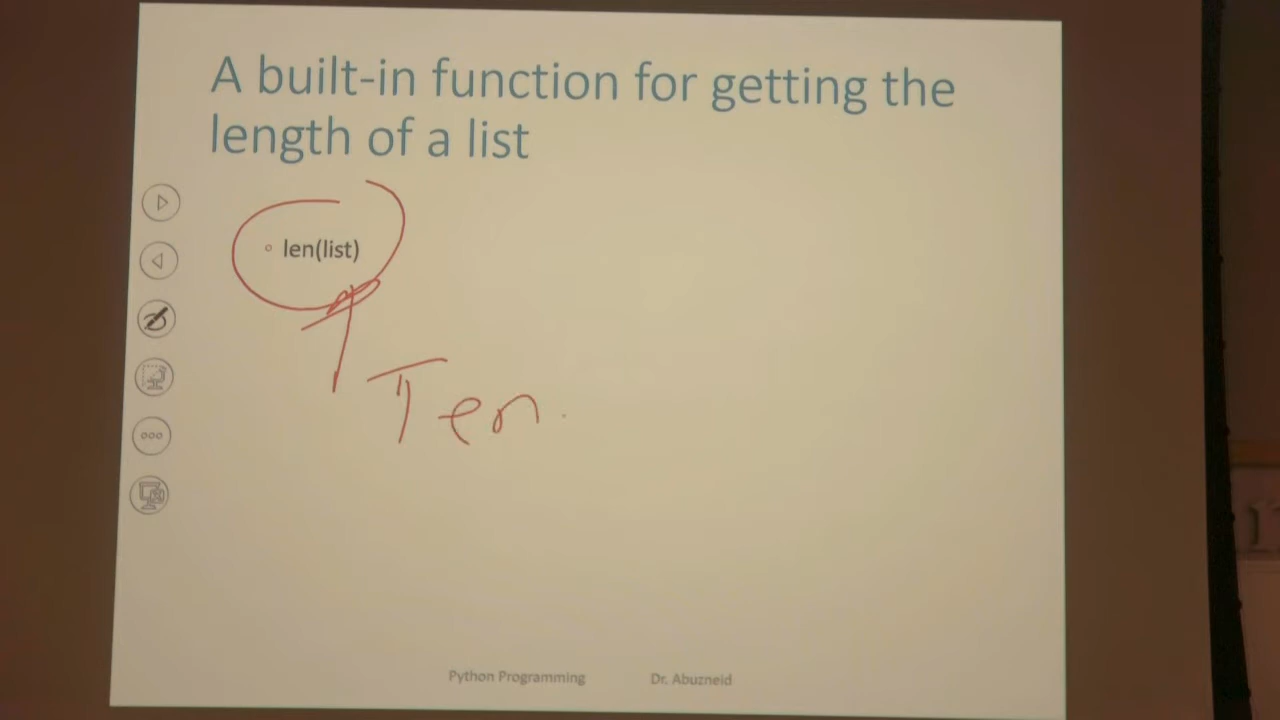 A built-in function for getting the
length of a list
len(list)
Ten
Python Programming Dr. Abuzneid